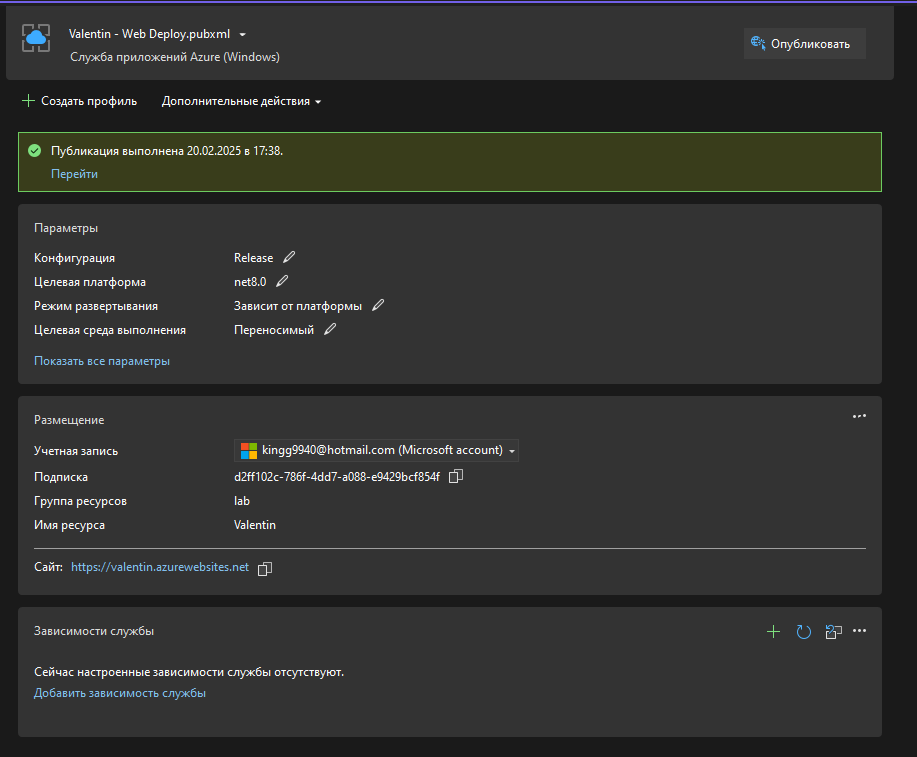 Valentin - Web Deploy.pubxml
Служба приложений Azure (Windows)
Опубликовать
Создать профиль Дополнительные действия
Публикация выполнена 20.02.2025 в 17:38.
Перейти
Параметры
Конфигурация Release
Целевая платформа net8.0
Режим развертывания Зависит от платформы
Целевая среда выполнения Переносимый
Показать все параметры
Размещение
Учетная запись kingg9940@hotmail.com (Microsoft account)
Подписка d2ff102c-786f-4dd7-a088-e9429bcf854f
Группа ресурсов lab
Имя ресурса Valentin
Сайт: https://valentin.azurewebsites.net
Зависимости службы
Сейчас настроенные зависимости службы отсутствуют.
Добавить зависимость службы